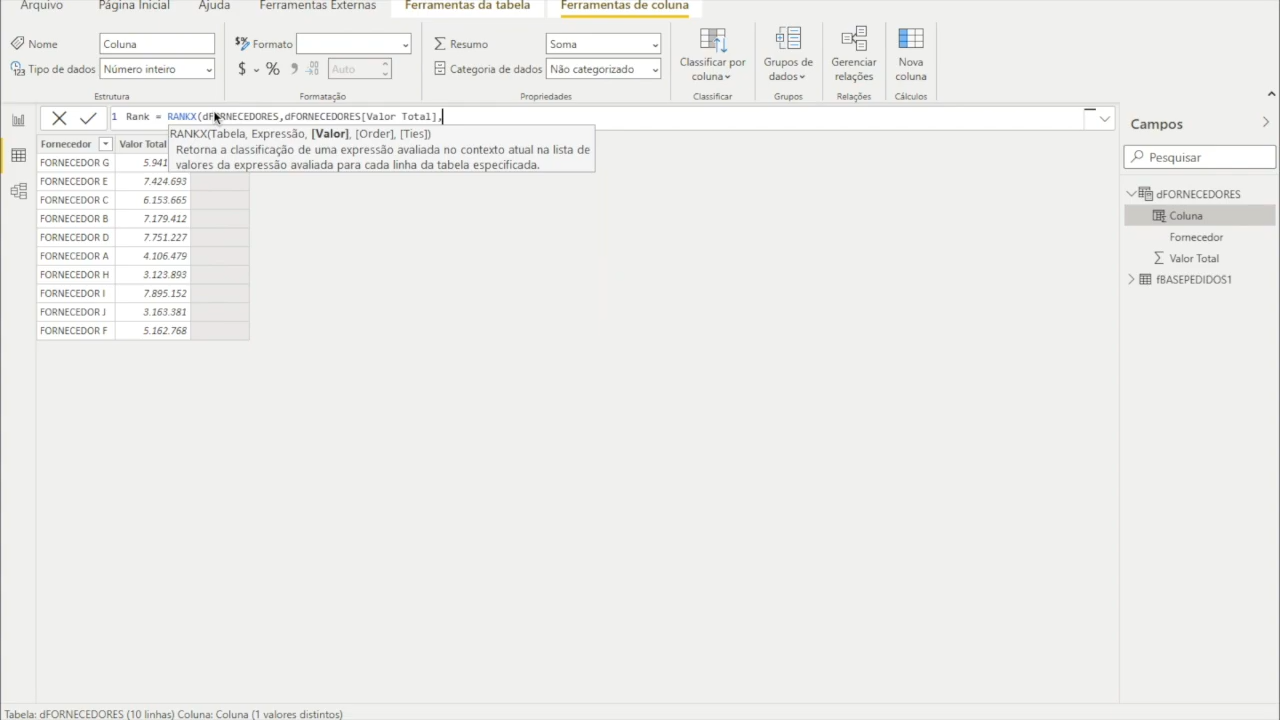 Arquivo Página Inicial Ajuda Ferramentas Externas Ferramentas da tabela Ferramentas de coluna
Nome Coluna
Tipo de dados Número inteiro
Estrutura
Formato
$ % Auto
Formatação
Resumo Soma
Categoria de dados Não categorizado
Propriedades
Classificar por
coluna
Classificar
Grupos de
dados
Grupos
Gerenciar
relações
Relações
Nova
coluna
Cálculos
1 Rank = RANKX(dFORNECEDORES,dFORNECEDORES[Valor Total],
RANKX(Tabela, Expressão, [Valor], [Order], [Ties])
Retorna a classificação de uma expressão avaliada no contexto atual na lista de
valores da expressão avaliada para cada linha da tabela especificada.
Fornecedor Valor Total
FORNECEDOR G 5.941
FORNECEDOR E 7.424.693
FORNECEDOR C 6.153.665
FORNECEDOR B 7.179.412
FORNECEDOR D 7.751.227
FORNECEDOR A 4.106.479
FORNECEDOR H 3.123.893
FORNECEDOR I 7.895.152
FORNECEDOR J 3.163.381
FORNECEDOR F 5.162.768
Campos
Pesquisar
dFORNECEDORES
Coluna
Fornecedor
Valor Total
fBASEPEDIDOS1
Tabela: dFORNECEDORES (10 linhas) Coluna: Coluna (1 valores distintos)